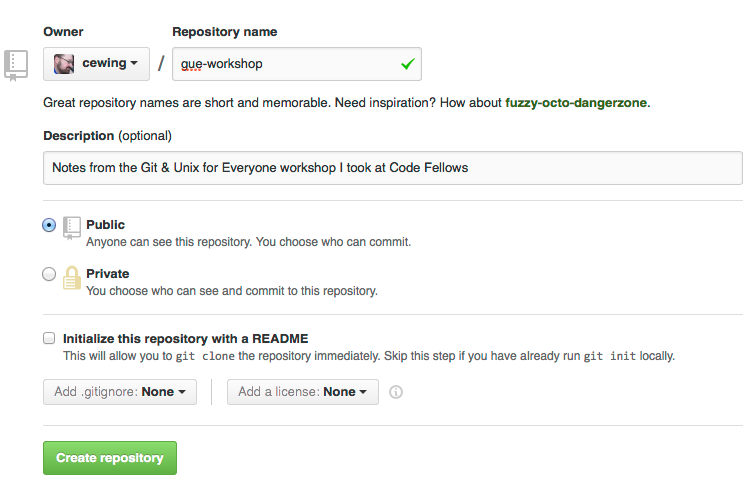 Owner Repository name
cewing / gue-workshop
Great repository names are short and memorable. Need inspiration? How about fuzzy-octo-dangerzone.
Description (optional)
Notes from the Git & Unix for Everyone workshop I took at Code Fellows
Public
Anyone can see this repository. You choose who can commit.
Private
You choose who can see and commit to this repository.
Initialize this repository with a README
This will allow you to git clone the repository immediately. Skip this step if you have already run git init locally.
Add .gitignore: None Add a license: None
Create repository